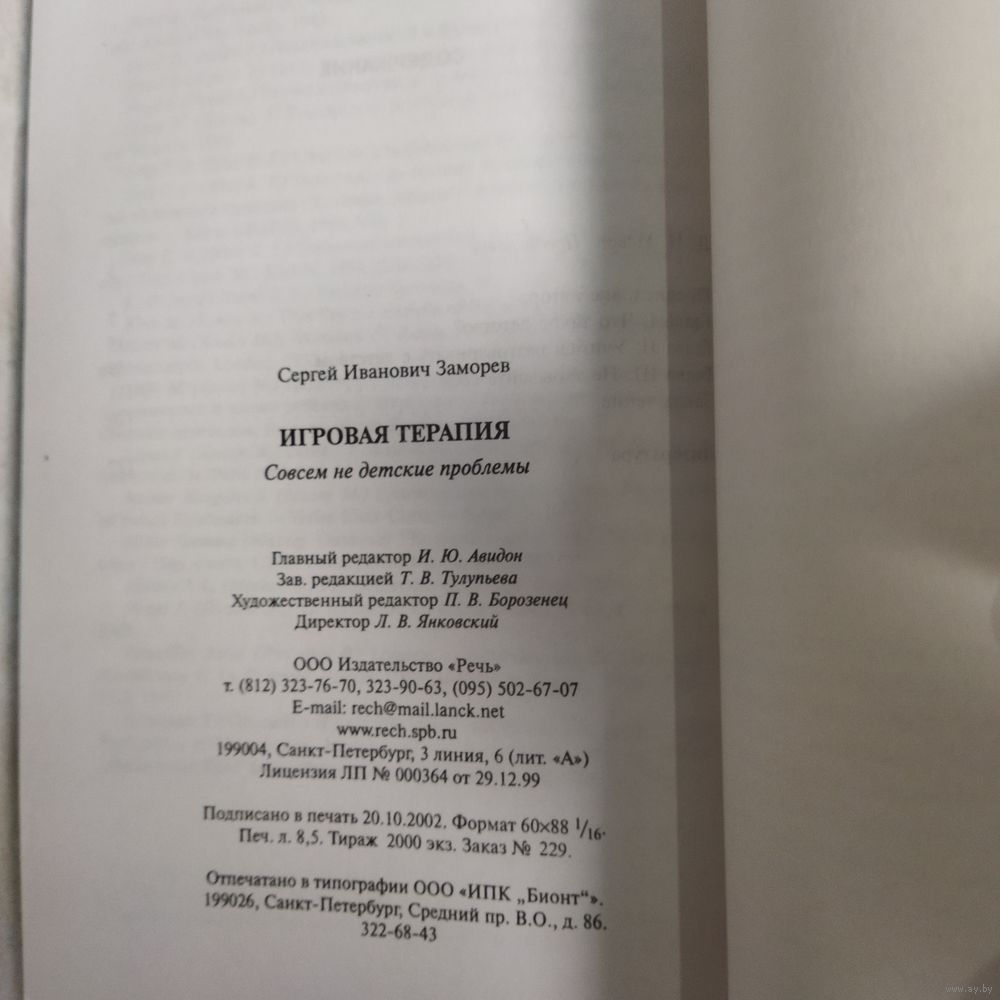 Сергей Иванович Заморев
ИГРОВАЯ ТЕРАПИЯ
Совсем не детские проблемы
Главный редактор И. Ю. Авидон
Зав. редакцией Т. В. Тулупьева
Художественный редактор П. В. Борозенец
Директор Л. В. Янковский
ООО Издательство «Речь»
т. (812) 323-76-70, 323-90-63, (095) 502-67-07
E-mail: rech@mail.lanck.net
www.rech.spb.ru
199004, Санкт-Петербург, 3 линия, 6 (лит. «А»)
Лицензия ЛП № 000364 от 29.12.99
Подписано в печать 20.10.2002. Формат 60×88 1/16.
Печ. л. 8,5. Тираж 2000 экз. Заказ № 229.
Отпечатано в типографии ООО «ИПК „Бионт“».
199026, Санкт-Петербург, Средний пр. В.О., д. 86.
322-68-43
www.ay.by